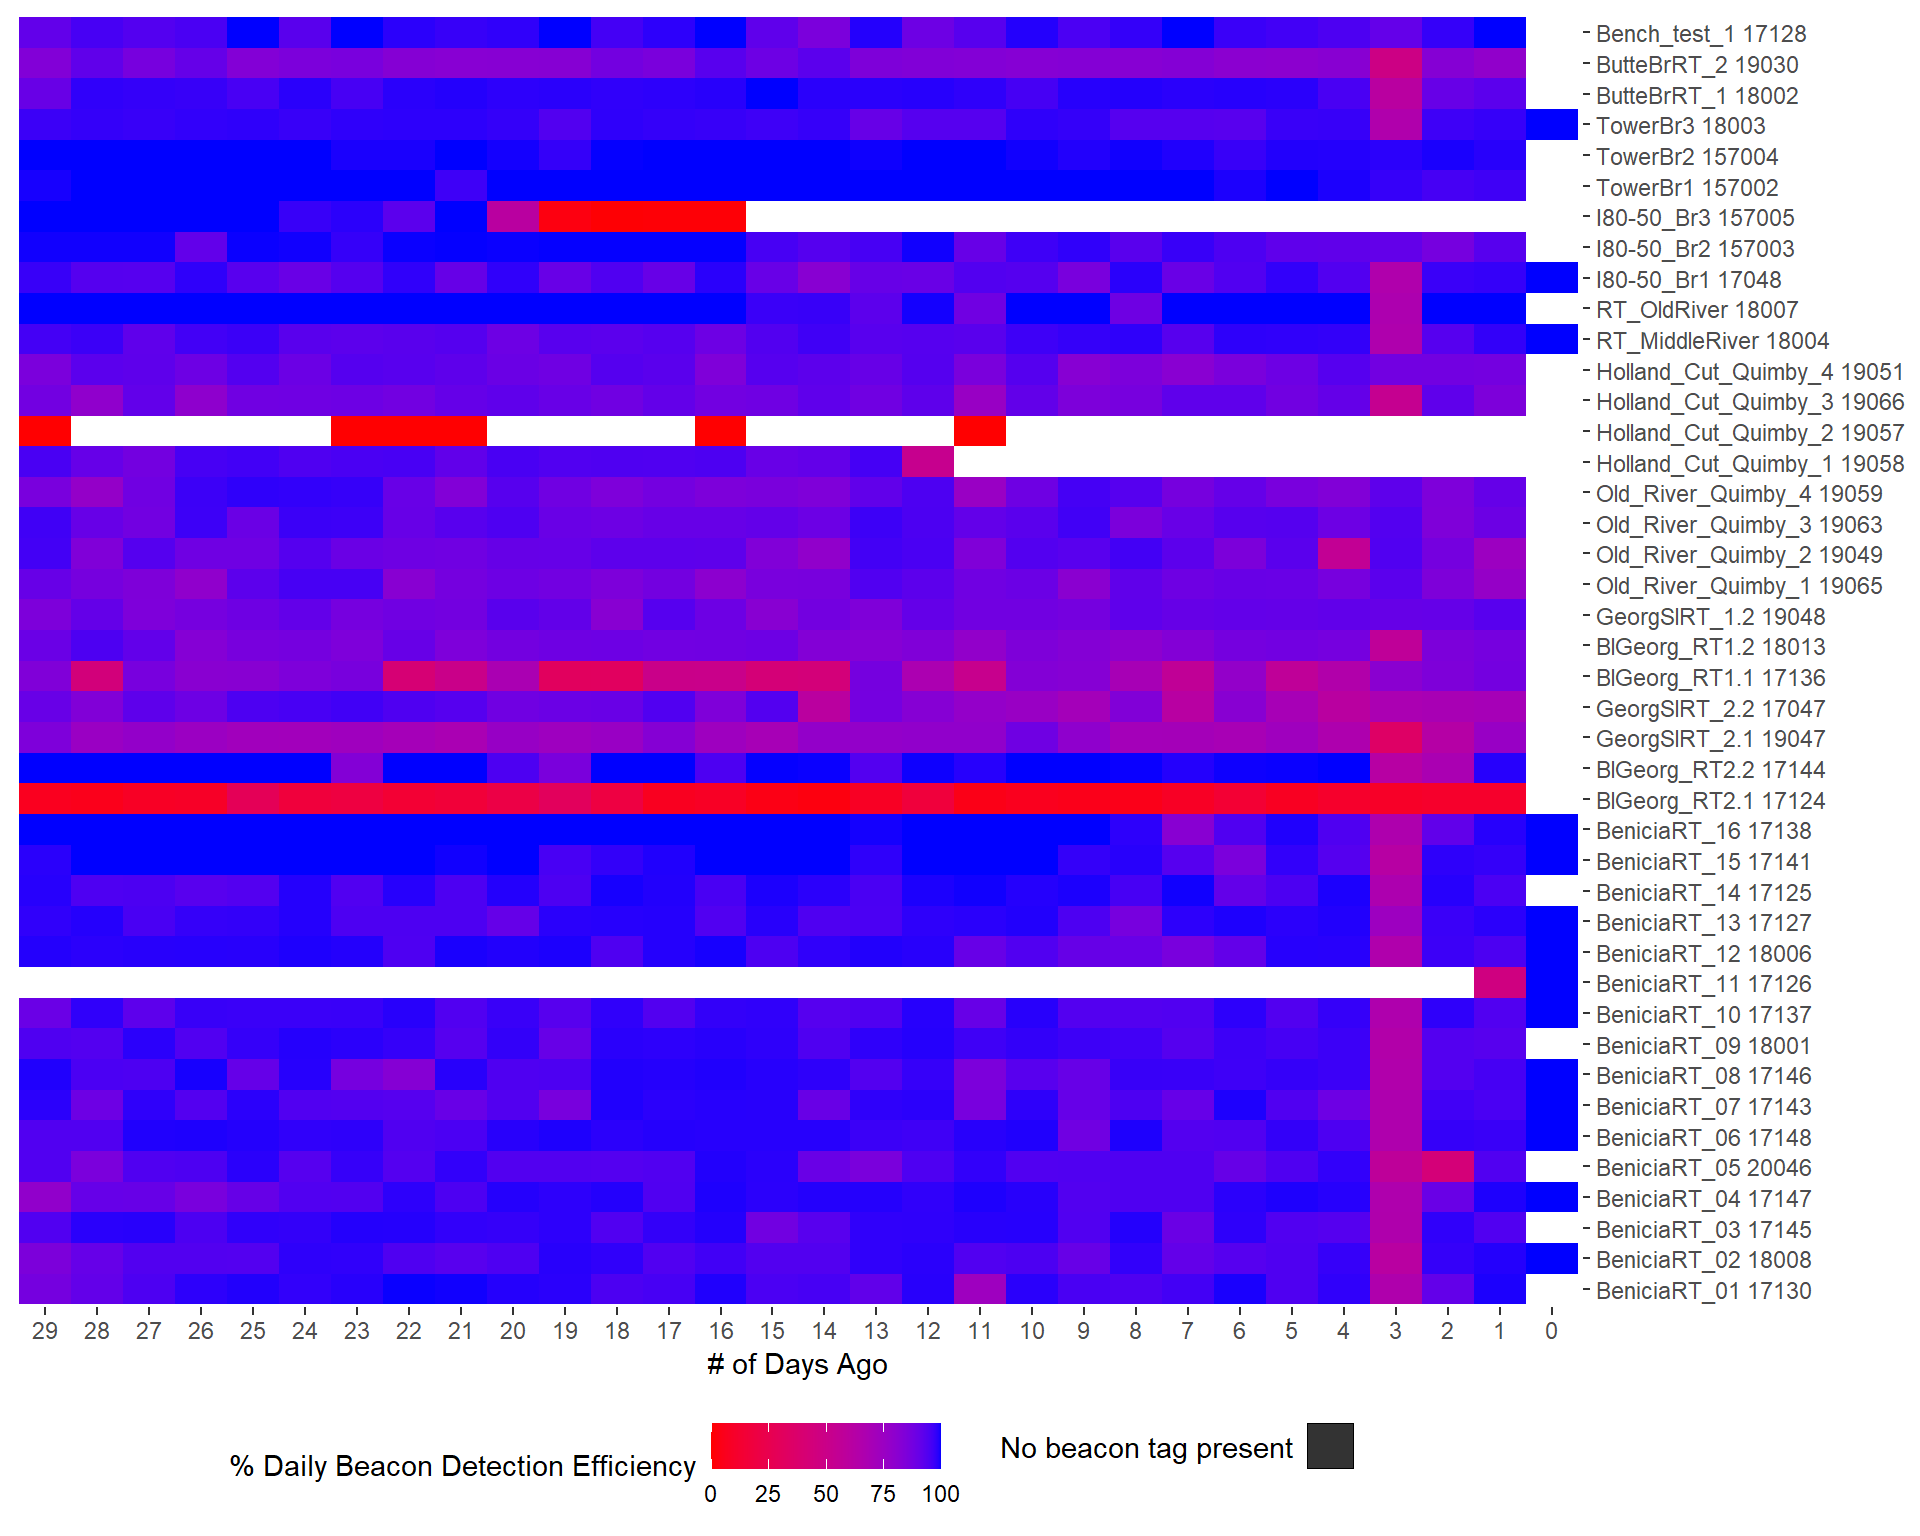 Bench_test_1 17128
ButteBrRT_2 19030
ButteBrRT_1 18002
TowerBr3 18003
TowerBr2 157004
TowerBr1 157002
I80-50_Br3 157005
I80-50_Br2 157003
I80-50_Br1 17048
RT_OldRiver 18007
RT_MiddleRiver 18004
Holland_Cut_Quimby_4 19051
Holland_Cut_Quimby_3 19066
Holland_Cut_Quimby_2 19057
Holland_Cut_Quimby_1 19058
Old_River_Quimby_4 19059
Old_River_Quimby_3 19063
Old_River_Quimby_2 19049
Old_River_Quimby_1 19065
GeorgSlRT_1.2 19048
BlGeorg_RT1.2 18013
BlGeorg_RT1.1 17136
GeorgSlRT_2.2 17047
GeorgSlRT_2.1 19047
BlGeorg_RT2.2 17144
BlGeorg_RT2.1 17124
BeniciaRT_16 17138
BeniciaRT_15 17141
BeniciaRT_14 17125
BeniciaRT_13 17127
BeniciaRT_12 18006
BeniciaRT_11 17126
BeniciaRT_10 17137
BeniciaRT_09 18001
BeniciaRT_08 17146
BeniciaRT_07 17143
BeniciaRT_06 17148
BeniciaRT_05 20046
BeniciaRT_04 17147
BeniciaRT_03 17145
BeniciaRT_02 18008
BeniciaRT_01 17130
29 28 27 26 25 24 23 22 21 20 19 18 17 16 15 14 13 12 11 10 9 8 7 6 5 4 3 2 1 0
# of Days Ago
% Daily Beacon Detection Efficiency
0 25 50 75 100
No beacon tag present